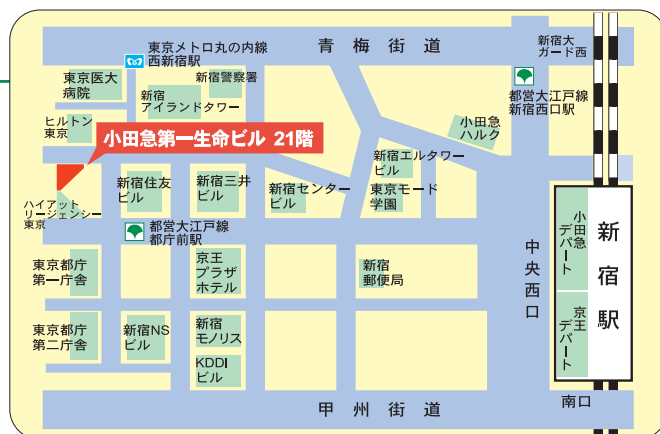 東京メトロ丸の内線
西新宿駅
青梅街道
新宿大
ガード西
東京医大
病院
新宿警察署
新宿
アイランドタワー
都営大江戸線
新宿西口駅
ヒルトン
東京
小田急
ハルク
小田急第一生命ビル 21階
新宿エルタワー
ビル
新宿住友
ビル
新宿三井
ビル
新宿センター
ビル
東京モード
学園
ハイアット
リージェンシー
東京
都営大江戸線
都庁前駅
小田急
デパート
新宿駅
中央西口
東京都庁
第一庁舎
京王
プラザ
ホテル
新宿
郵便局
京王
デパート
東京都庁
第二庁舎
新宿NS
ビル
新宿
モノリス
KDDI
ビル
南口
甲州街道